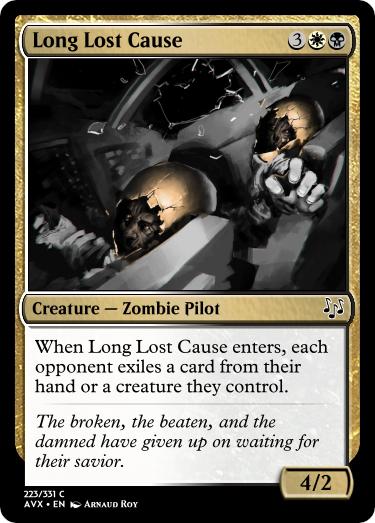 Long Lost Cause 3
Creature — Zombie Pilot
When Long Lost Cause enters, each
opponent exiles a card from their
hand or a creature they control.
The broken, the beaten, and the
damned have given up on waiting for
their savior.
4/2
223/331 C
AVX • EN Arnaud Roy